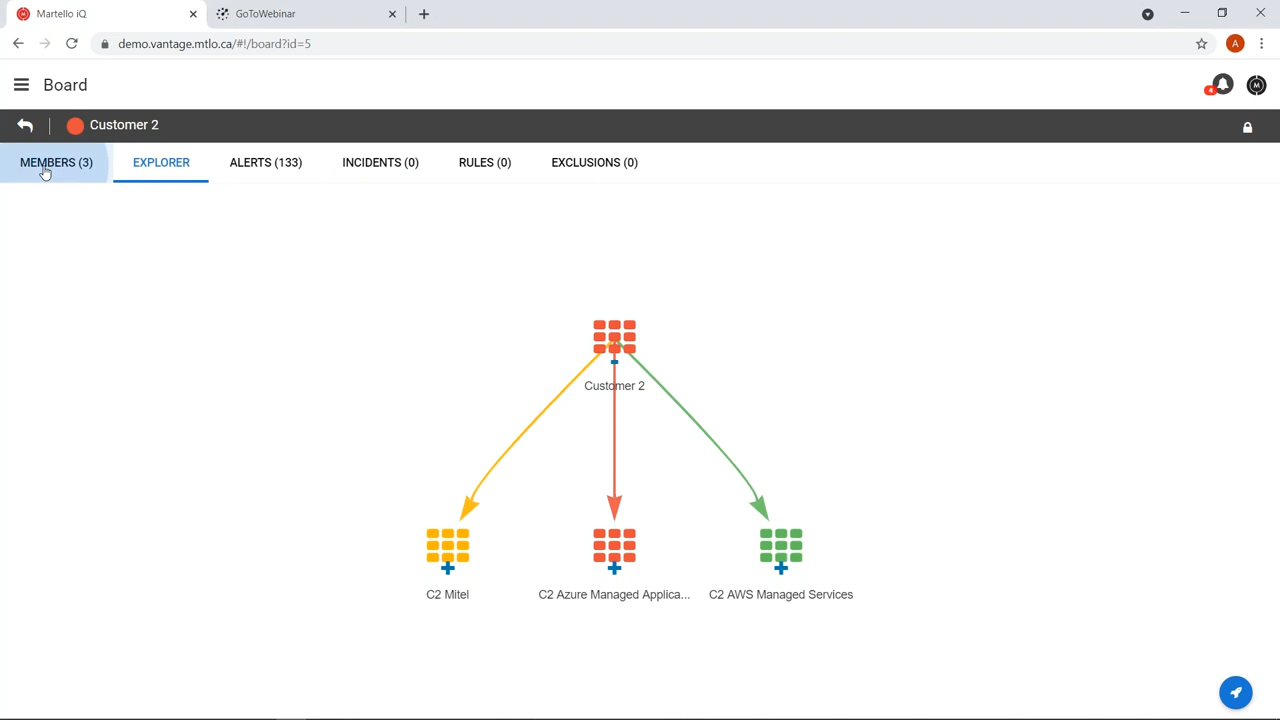 Martello iQ
GoToWebinar
demo.vantage.mtlo.ca/#!/board?id=5
A
Board
4
M
Customer 2
MEMBERS (3)
EXPLORER
ALERTS (133)
INCIDENTS (0)
RULES (0)
EXCLUSIONS (0)
Customer 2
C2 Mitel
C2 Azure Managed Applica...
C2 AWS Managed Services